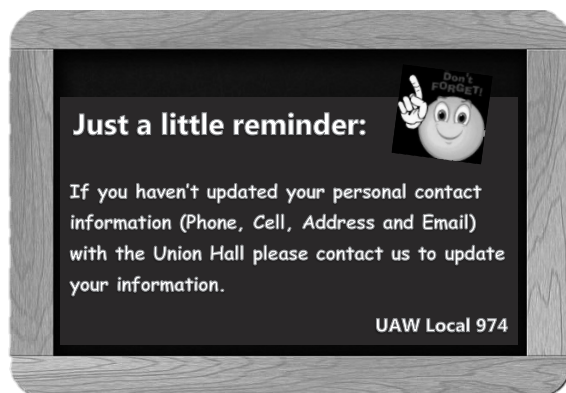 Don't
FORGET!
Just a little reminder:
If you haven't updated your personal contact
information (Phone, Cell, Address and Email)
with the Union Hall please contact us to update
your information.
UAW Local 974